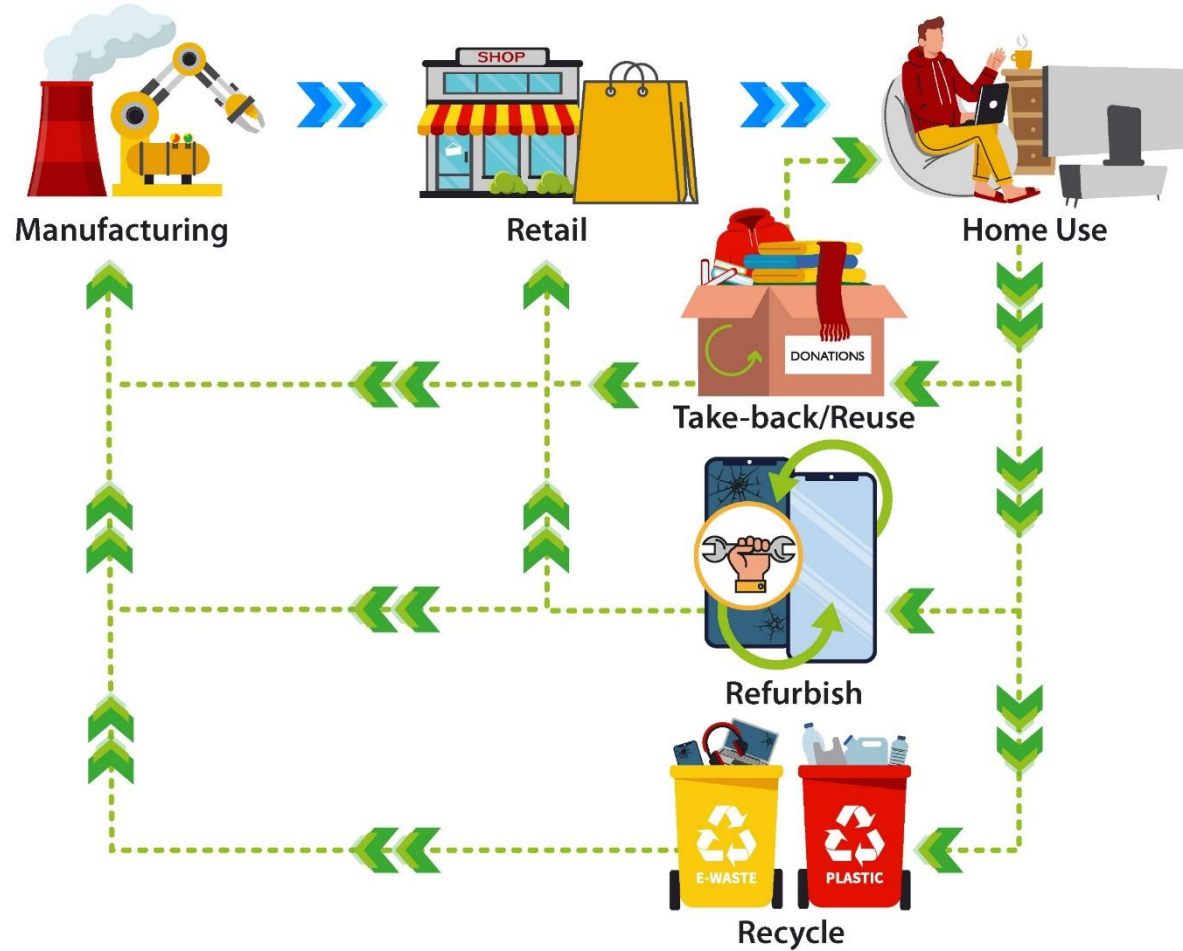 SHOP
Manufacturing
Retail
Home Use
DONATIONS
Take-back/Reuse
Refurbish
E-WASTE
PLASTIC
Recycle